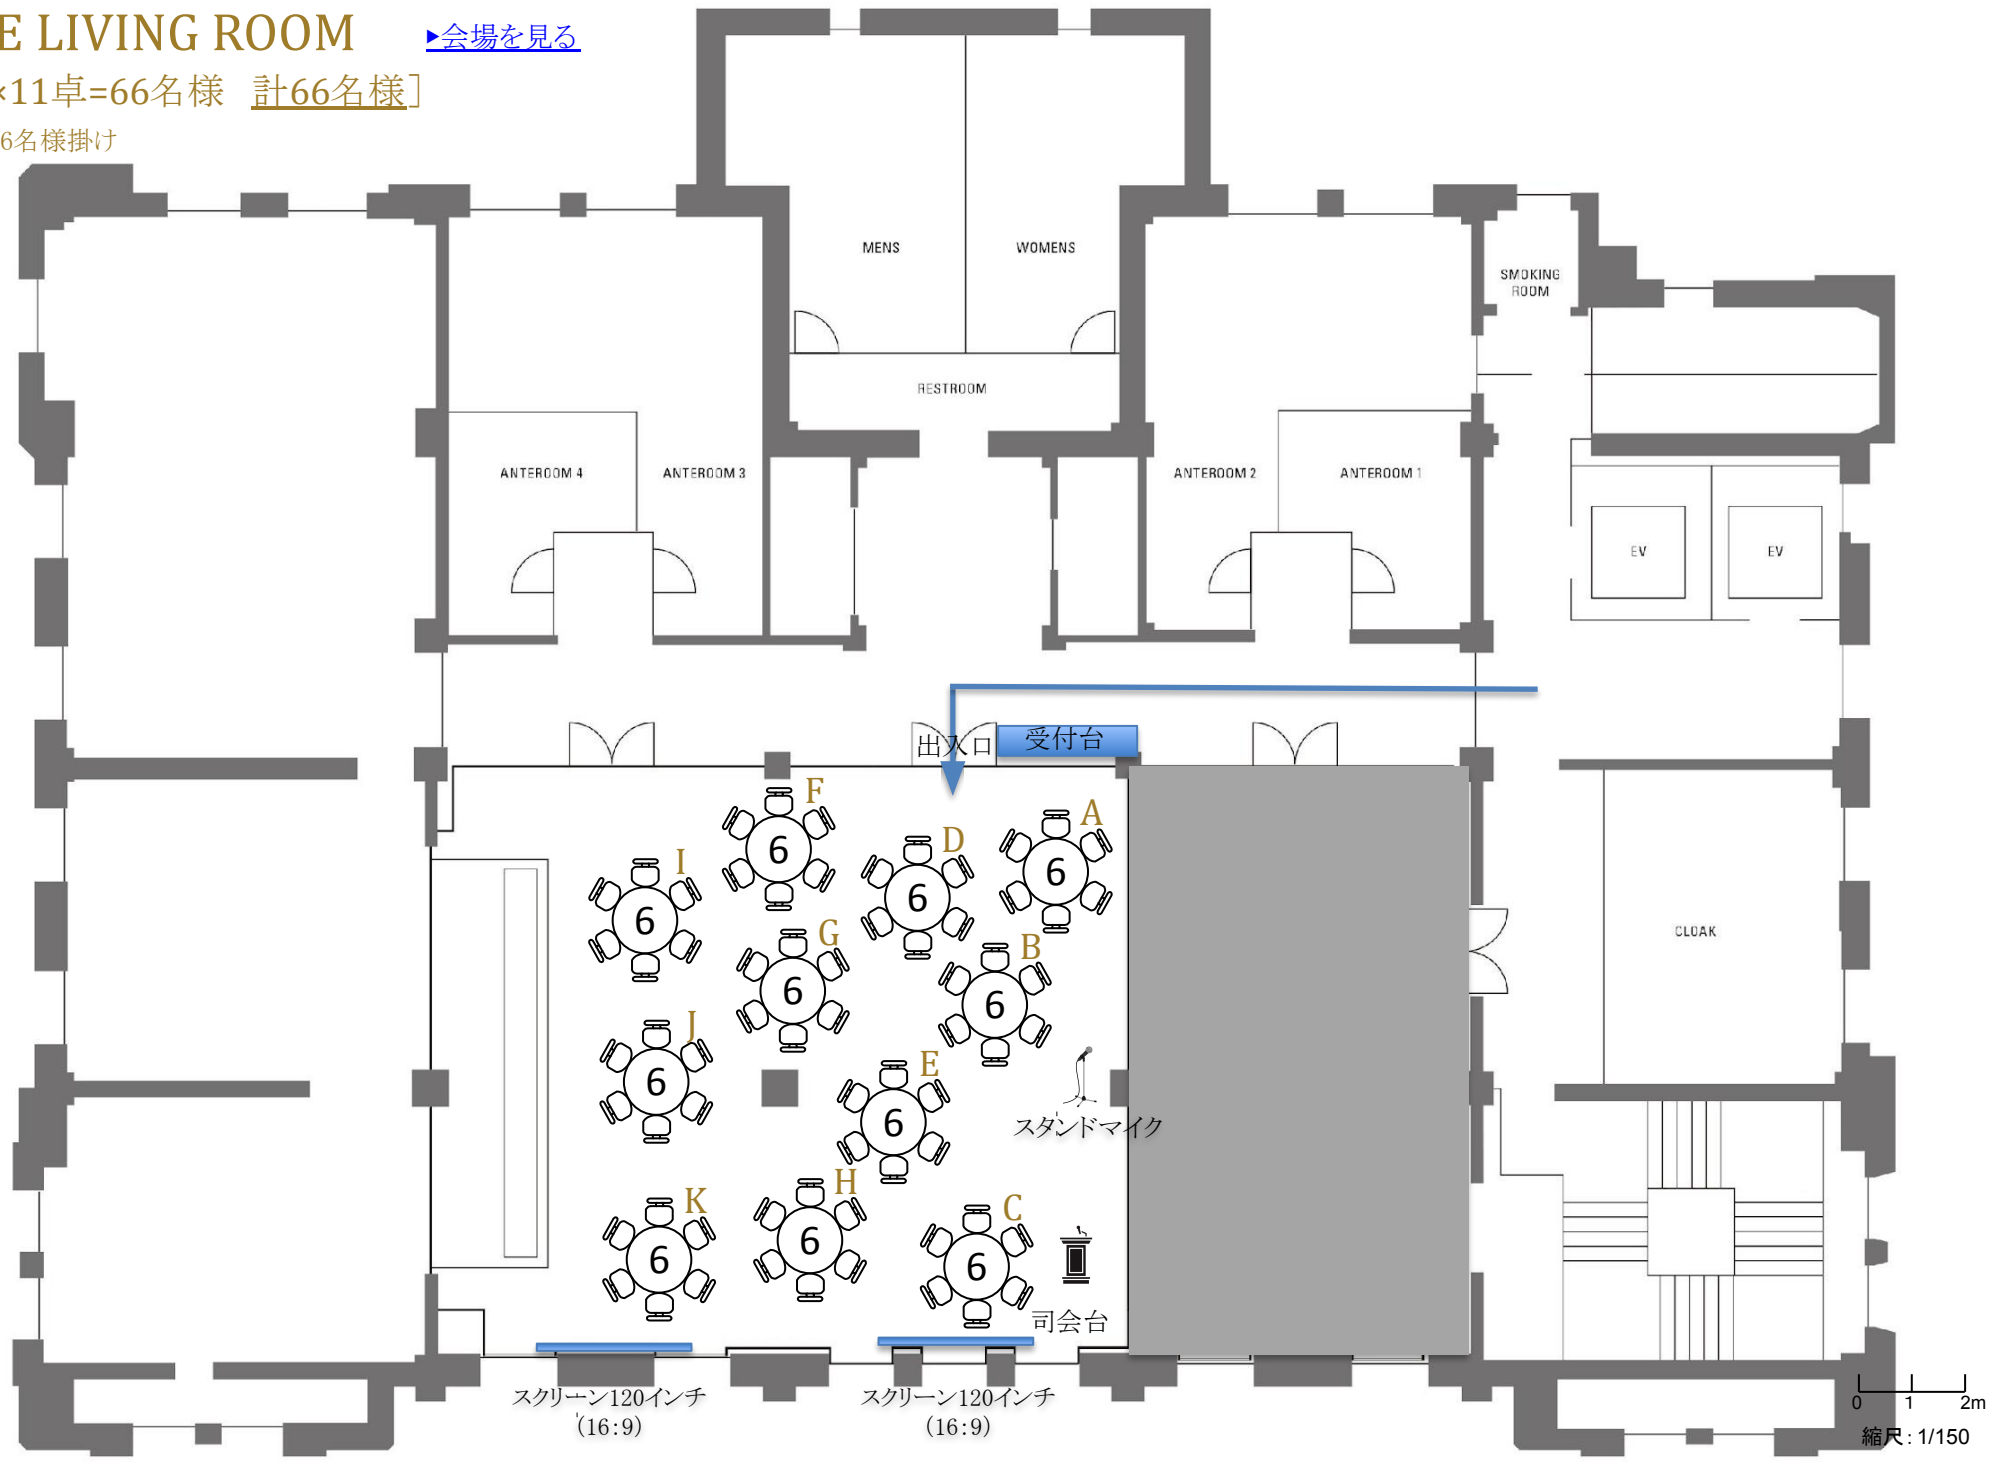 E LIVING ROOM
▶会場を見る
×11卓=66名様 計66名様］
6名様掛け
MENS
WOMENS
SMOKING
ROOM
RESTROOM
ANTEROOM 4
ANTEROOM 3
ANTEROOM 2
ANTEROOM 1
EV
EV
出入口
受付台
F
6
A
6
D
6
I
6
G
6
B
6
CLOAK
J
6
E
6
スタンドマイク
H
6
K
6
C
6
司会台
スクリーン120インチ
(16:9)
スクリーン120インチ
(16:9)
0 1 2m
縮尺：1/150